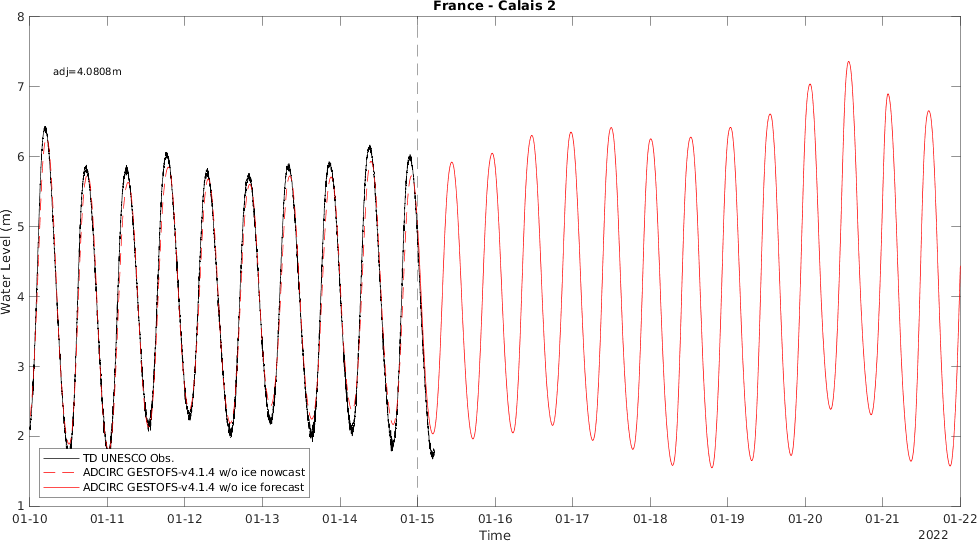 France - Calais 2
8
adj=4.0808m
7
6
5
Water Level (m)
4
3
2
TD UNESCO Obs.
ADCIRC GESTOFS-v4.1.4 w/o ice nowcast
ADCIRC GESTOFS-v4.1.4 w/o ice forecast
1
01-10 01-11 01-12 01-13 01-14 01-15 01-16 01-17 01-18 01-19 01-20 01-21 01-22
Time
2022